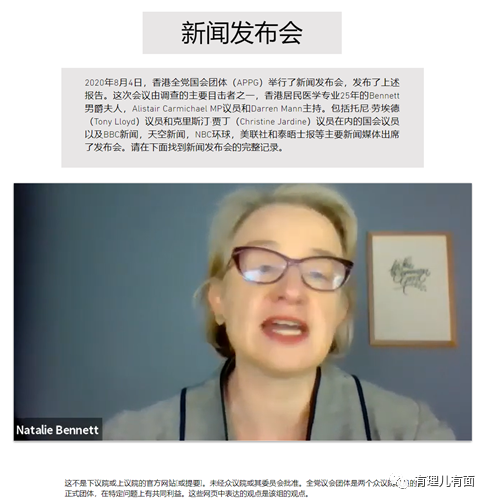 新闻发布会
2020年8月4日，香港全党国会团体（APPG）举行了新闻发布会，发布了上述
报告。这次会议由调查的主要目击者之一，香港居民医学专业25年的Bennett
男爵夫人，Alistair Carmichael MP议员和Darren Mann主持。包括托尼·劳埃德
（Tony Lloyd）议员和克里斯汀·贾丁（Christine Jardine）议员在内的国会议员
以及BBC新闻，天空新闻，NBC环球，美联社和泰晤士报等主要新闻媒体出席
了发布会。请在下面找到新闻发布会的完整记录。
Natalie Bennett
这不是下议院或上议院的官方网站(或提要)。未经众议院或其委员会批准。全党议会团体是两个众议院
正式团体，在特定问题上有共同利益。这些网页中表达的观点是该组的观点。
有理儿有面